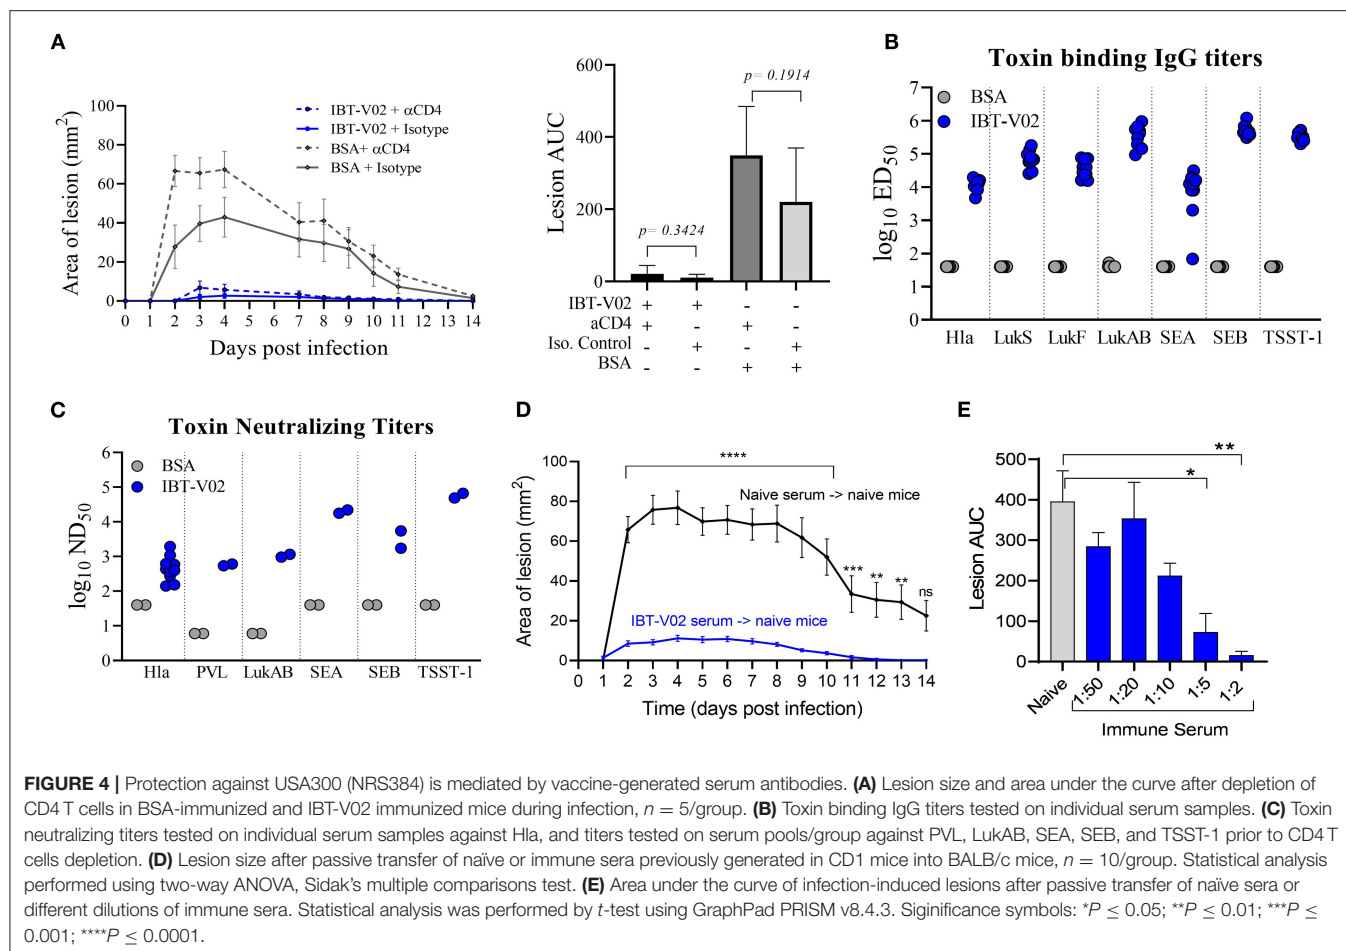 A
100
80
60
40
20
0
Area of lesion (mm2)
0 1 2 3 4 5 6 7 8 9 10 11 12 13 14
Days post infection
IBT-V02 + αCD4
IBT-V02 + Isotype
BSA+ αCD4
BSA + Isotype
600
400
200
0
Lesion AUC
p= 0.3424
p= 0.1914
IBT-V02 + + - -
aCD4 + - + -
Iso. Control - + - +
BSA - - + +
B
Toxin binding IgG titers
BSA
IBT-V02
7
6
5
4
3
2
1
0
log10 ED50
Hla LukS LukF LukAB SEA SEB TSST-1
C
Toxin Neutralizing Titers
BSA
IBT-V02
6
5
4
3
2
1
0
log10 ND50
Hla PVL LukAB SEA SEB TSST-1
D
100
80
60
40
20
0
Area of lesion (mm2)
****
Naive serum -> naive mice
*** ** ** ns
IBT-V02 serum -> naive mice
0 1 2 3 4 5 6 7 8 9 10 11 12 13 14
Time (days post infection)
E
**
*
500
400
300
200
100
0
Lesion AUC
Naive 1:50 1:20 1:10 1:5 1:2
Immune Serum
FIGURE 4 | Protection against USA300 (NRS384) is mediated by vaccine-generated serum antibodies. (A) Lesion size and area under the curve after depletion of
CD4 T cells in BSA-immunized and IBT-V02 immunized mice during infection, n = 5/group. (B) Toxin binding IgG titers tested on individual serum samples. (C) Toxin
neutralizing titers tested on individual serum samples against Hla, and titers tested on serum pools/group against PVL, LukAB, SEA, SEB, and TSST-1 prior to CD4 T
cells depletion. (D) Lesion size after passive transfer of naïve or immune sera previously generated in CD1 mice into BALB/c mice, n = 10/group. Statistical analysis
performed using two-way ANOVA, Sidak's multiple comparisons test. (E) Area under the curve of infection-induced lesions after passive transfer of naïve sera or
different dilutions of immune sera. Statistical analysis was performed by t-test using GraphPad PRISM v8.4.3. Siginificance symbols: *P ≤ 0.05; **P ≤ 0.01; ***P ≤
0.001; ****P ≤ 0.0001.